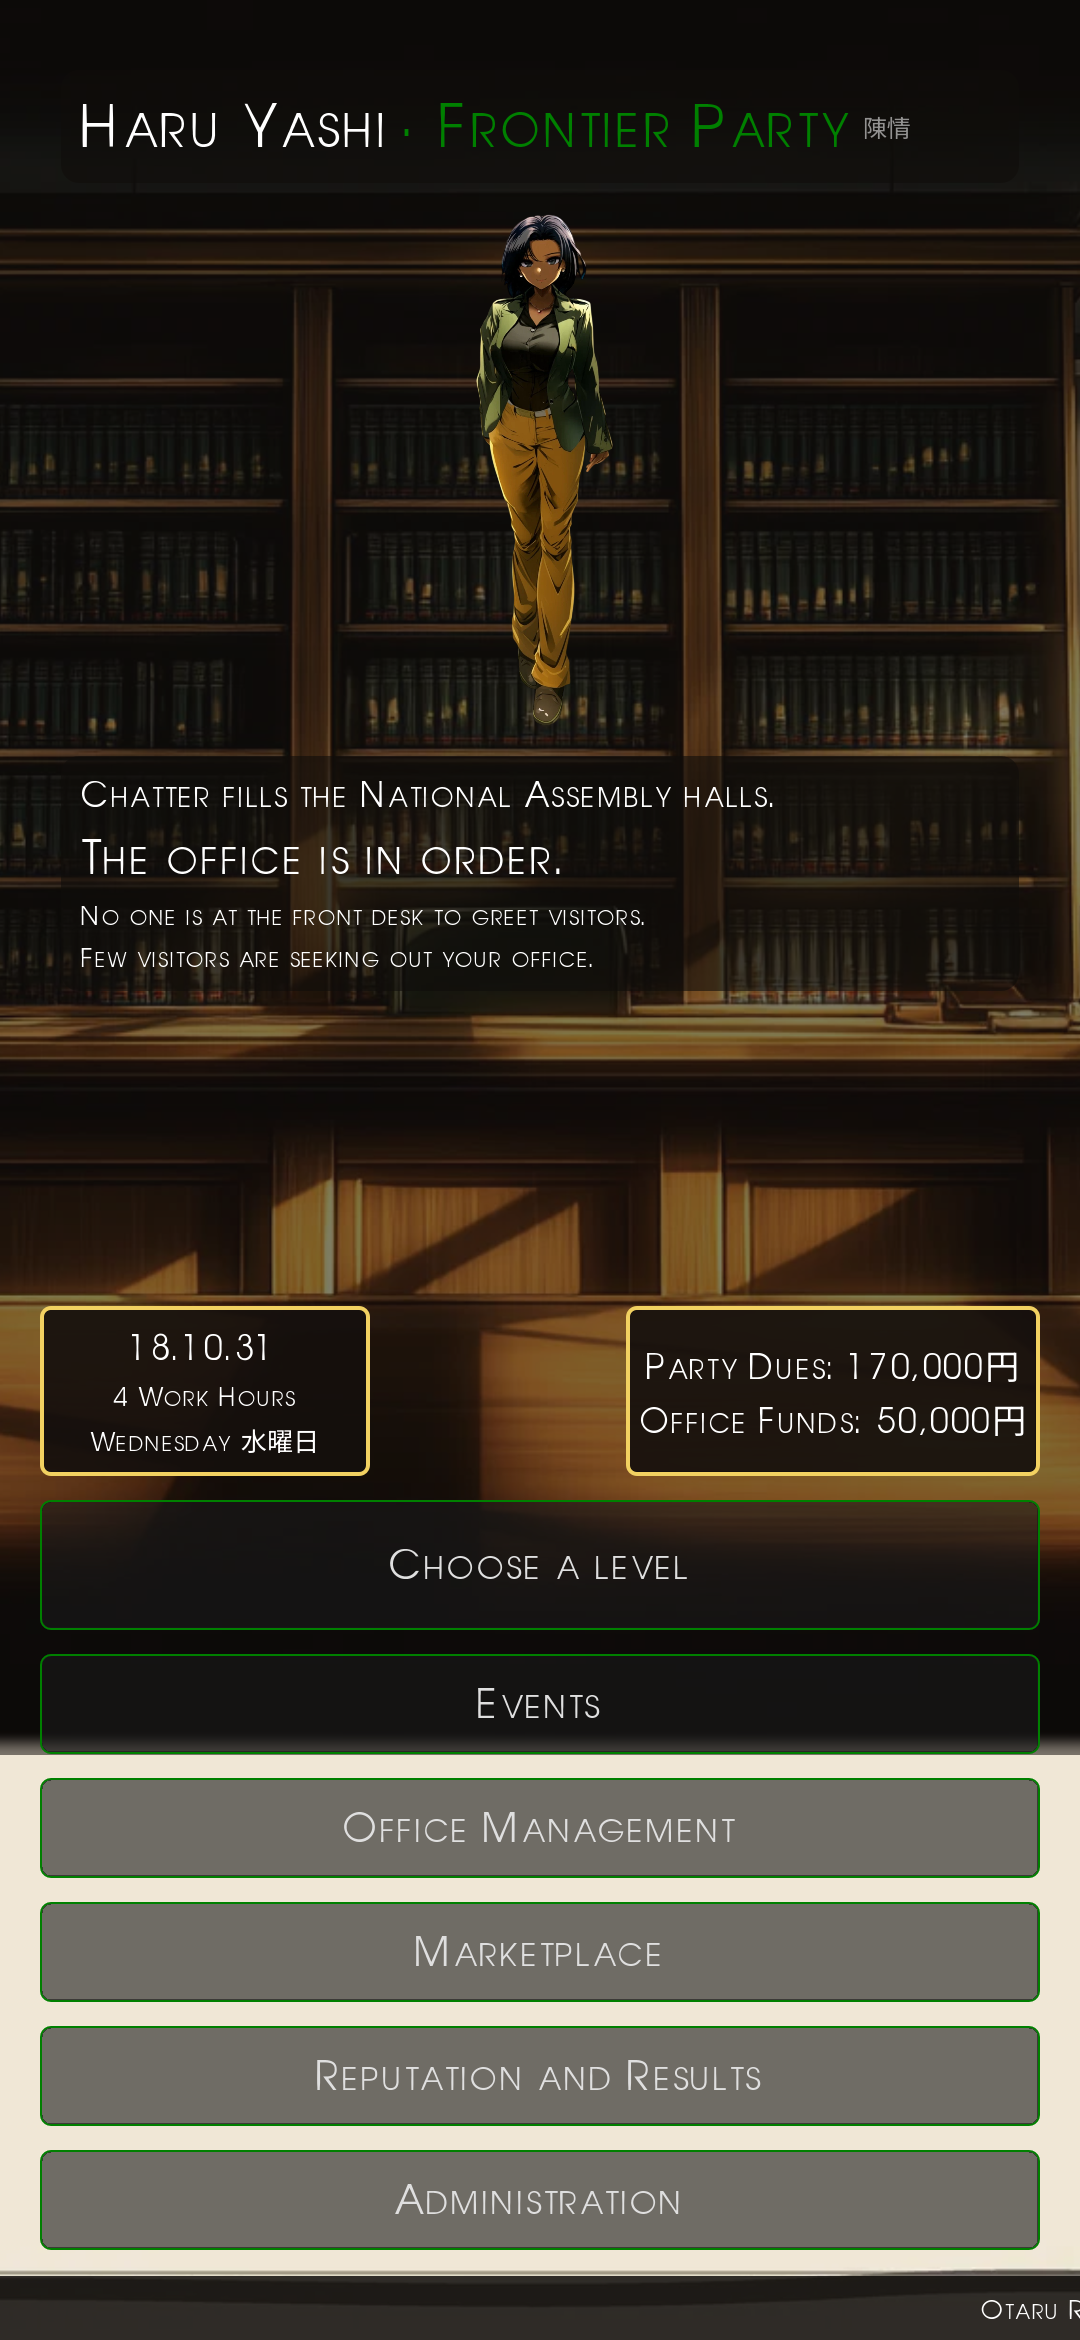 Haru Yashi · Frontier Party 陳情
Chatter fills the National Assembly halls.
The office is in order.
No one is at the front desk to greet visitors.
Few visitors are seeking out your office.
18.10.31
4 Work Hours
Wednesday 水曜日
Party Dues: 170,000円
Office Funds: 50,000円
Choose a level
Events
Office Management
Marketplace
Reputation and Results
Administration
Otaru